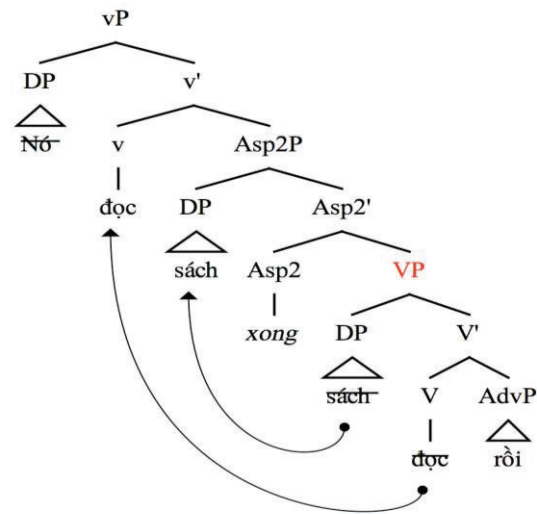 vP
DP v'
Nó v Asp2P
đọc DP Asp2'
sách Asp2 VP
xong DP V'
sách V AdvP
đọc rồi